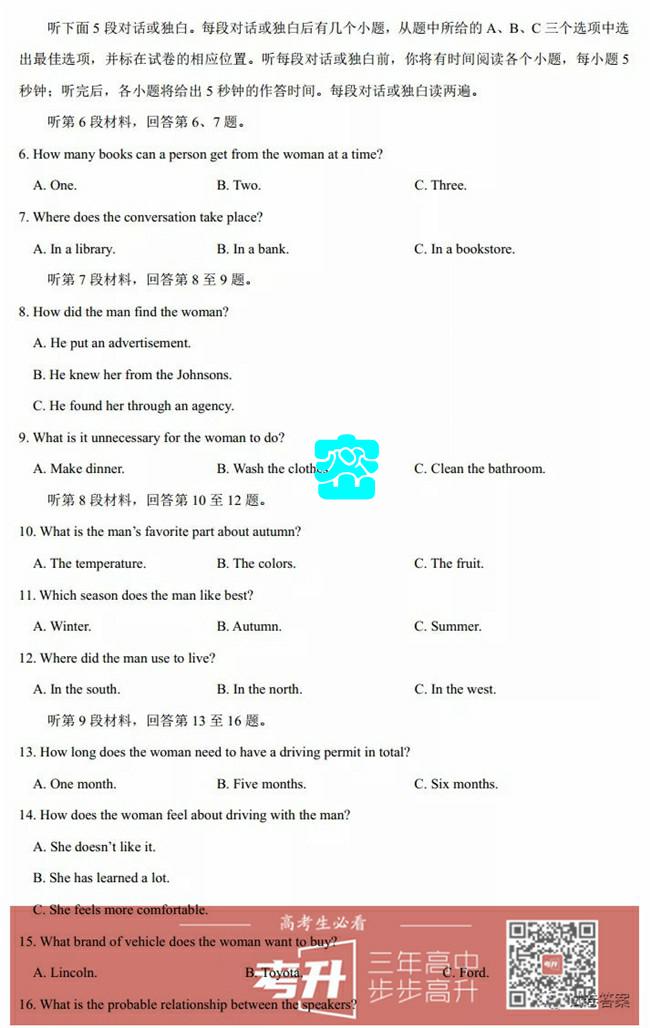 听下面 5 段对话或独白。每段对话或独白后有几个小题，从题中所给的 A、B、C 三个选项中选
出最佳选项，并标在试卷的相应位置。听每段对话或独白前，你将有时间阅读各个小题，每小题 5
秒钟；听完后，各小题将给出 5 秒钟的作答时间。每段对话或独白读两遍。
听第 6 段材料，回答第 6、7 题。
6. How many books can a person get from the woman at a time?
A. One. B. Two. C. Three.
7. Where does the conversation take place?
A. In a library. B. In a bank. C. In a bookstore.
听第 7 段材料，回答第 8 至 9 题。
8. How did the man find the woman?
A. He put an advertisement.
B. He knew her from the Johnsons.
C. He found her through an agency.
9. What is it unnecessary for the woman to do?
A. Make dinner. B. Wash the clothes. C. Clean the bathroom.
听第 8 段材料，回答第 10 至 12 题。
10. What is the man’s favorite part about autumn?
A. The temperature. B. The colors. C. The fruit.
11. Which season does the man like best?
A. Winter. B. Autumn. C. Summer.
12. Where did the man use to live?
A. In the south. B. In the north. C. In the west.
听第 9 段材料，回答第 13 至 16 题。
13. How long does the woman need to have a driving permit in total?
A. One month. B. Five months. C. Six months.
14. How does the woman feel about driving with the man?
A. She doesn’t like it.
B. She has learned a lot.
C. She feels more comfortable.
高考生必看
15. What brand of vehicle does the woman want to buy?
A. Lincoln. B. Toyota. C. Ford.
考升
三年高中
步步高升
16. What is the probable relationship between the speakers?
答案